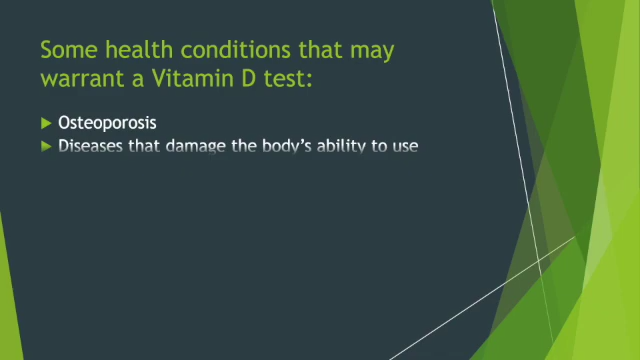 Some health conditions that may
warrant a Vitamin D test:
Osteoporosis
Diseases that damage the body's ability to use